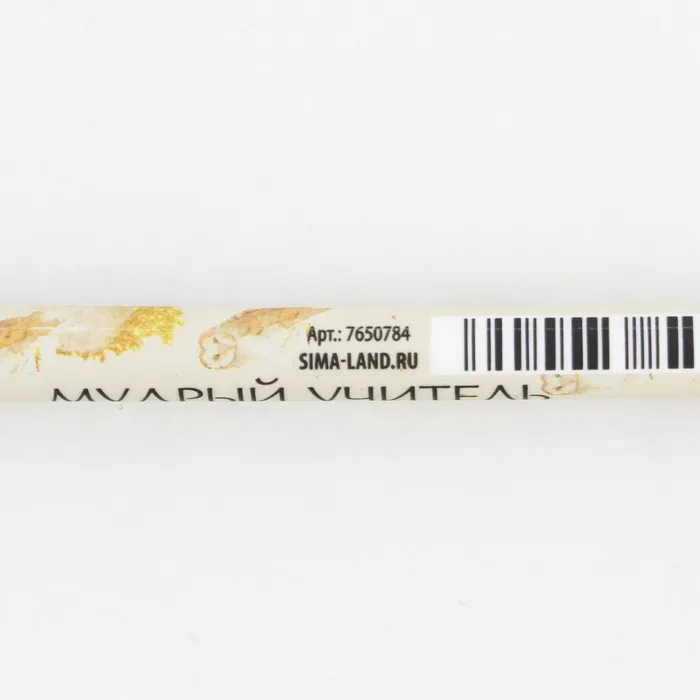 Арт.: 7650784
SIMA-LAND.RU
МУДРЫЙ УЧИТЕЛЬ